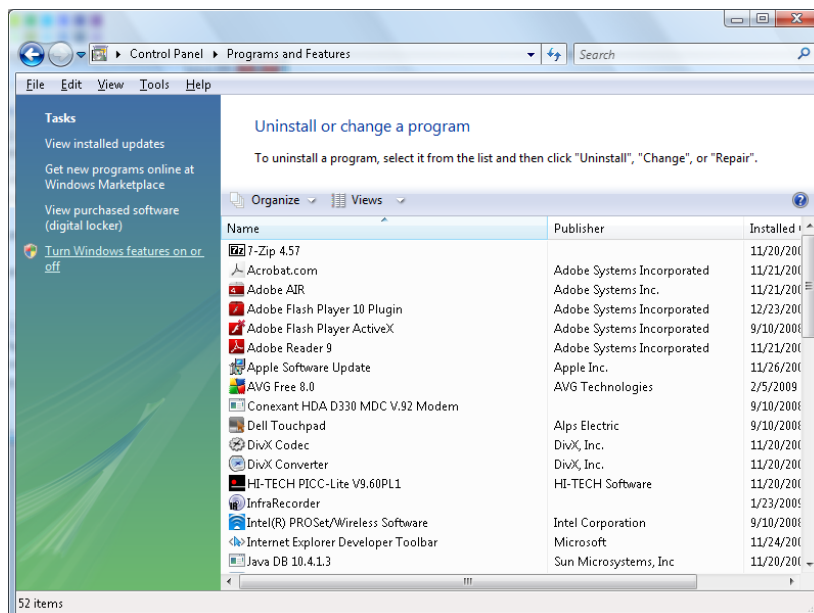 Control Panel ▸ Programs and Features
Search
File Edit View Tools Help
Tasks
View installed updates
Get new programs online at
Windows Marketplace
View purchased software
(digital locker)
Turn Windows features on or
off
Uninstall or change a program
To uninstall a program, select it from the list and then click "Uninstall", "Change", or "Repair".
Organize Views
Name Publisher Installed
7-Zip 4.57 11/20/200
Acrobat.com Adobe Systems Incorporated 11/21/200
Adobe AIR Adobe Systems Inc. 11/21/200
Adobe Flash Player 10 Plugin Adobe Systems Incorporated 12/23/200
Adobe Flash Player ActiveX Adobe Systems Incorporated 9/10/2008
Adobe Reader 9 Adobe Systems Incorporated 11/21/200
Apple Software Update Apple Inc. 11/26/200
AVG Free 8.0 AVG Technologies 2/5/2009
Conexant HDA D330 MDC V.92 Modem 9/10/2008
Dell Touchpad Alps Electric 9/10/2008
DivX Codec DivX, Inc. 11/20/200
DivX Converter DivX, Inc. 11/20/200
HI-TECH PICC-Lite V9.60PL1 HI-TECH Software 11/20/200
InfraRecorder 1/23/2009
Intel(R) PROSet/Wireless Software Intel Corporation 9/10/2008
Internet Explorer Developer Toolbar Microsoft 11/24/200
Java DB 10.4.1.3 Sun Microsystems, Inc 11/20/200
52 items